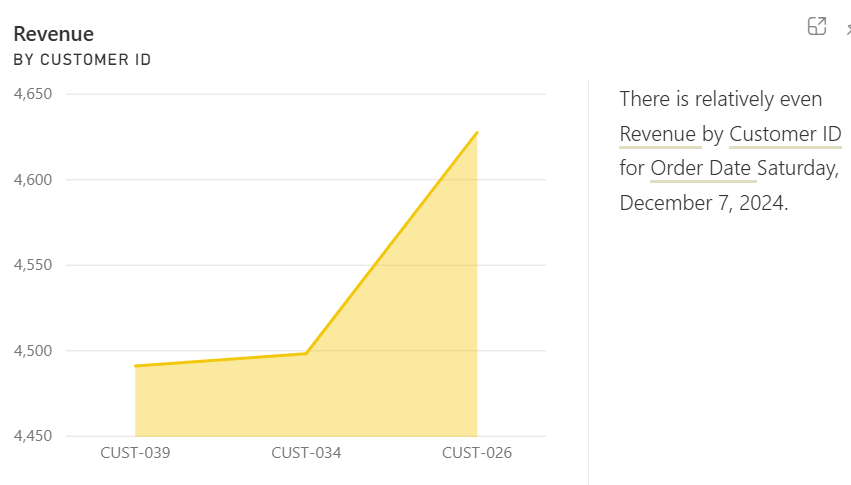 Revenue
BY CUSTOMER ID
4,650
4,600
4,550
4,500
4,450
CUST-039
CUST-034
CUST-026
There is relatively even
Revenue by Customer ID
for Order Date Saturday,
December 7, 2024.